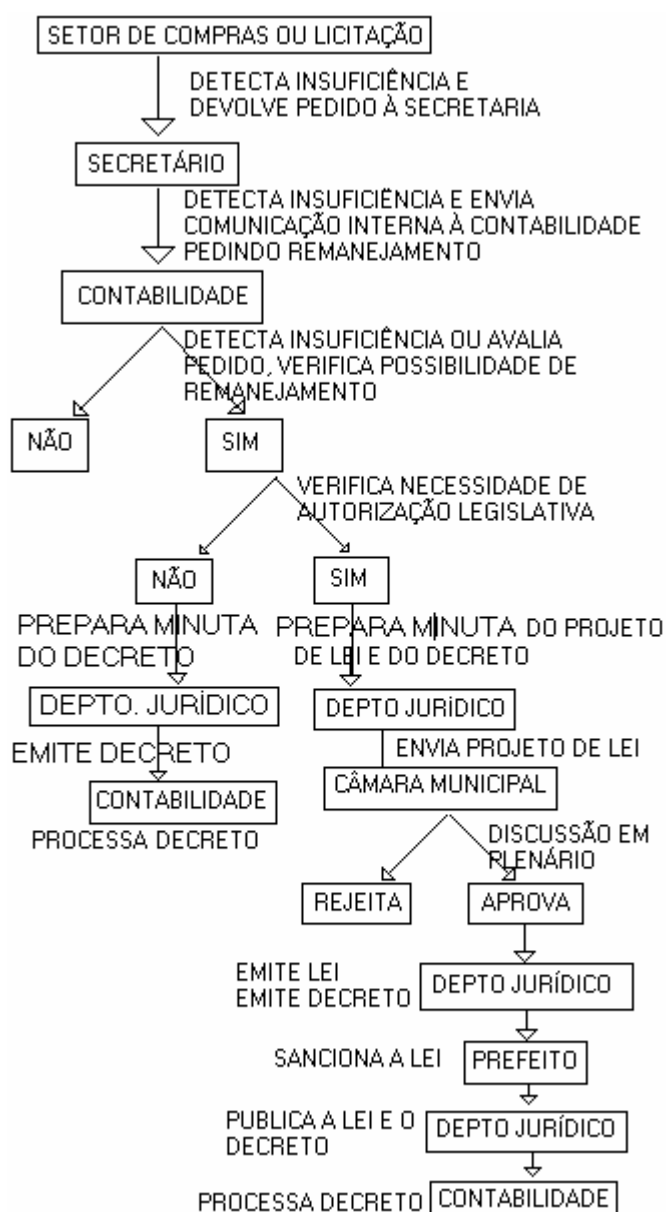 SETOR DE COMPRAS OU LICITAÇÃO
DETECTA INSUFICIÊNCIA E
DEVOLVE PEDIDO À SECRETARIA
SECRETÁRIO
DETECTA INSUFICIÊNCIA E ENVIA
COMUNICAÇÃO INTERNA À CONTABILIDADE
PEDINDO REMANEJAMENTO
CONTABILIDADE
DETECTA INSUFICIÊNCIA OU AVALIA
PEDIDO, VERIFICA POSSIBILIDADE DE
REMANEJAMENTO
NÃO
SIM
VERIFICA NECESSIDADE DE
AUTORIZAÇÃO LEGISLATIVA
NÃO
SIM
PREPARA MINUTA
DO DECRETO
PREPARA MINUTA DO PROJETO
DE LEI E DO DECRETO
DEPTO. JURÍDICO
DEPTO JURÍDICO
EMITE DECRETO
ENVIA PROJETO DE LEI
CONTABILIDADE
CÂMARA MUNICIPAL
PROCESSA DECRETO
DISCUSSÃO EM
PLENÁRIO
REJEITA
APROVA
EMITE LEI
EMITE DECRETO
DEPTO JURÍDICO
SANCIONA A LEI
PREFEITO
PUBLICA A LEI E O
DECRETO
DEPTO JURÍDICO
PROCESSA DECRETO
CONTABILIDADE